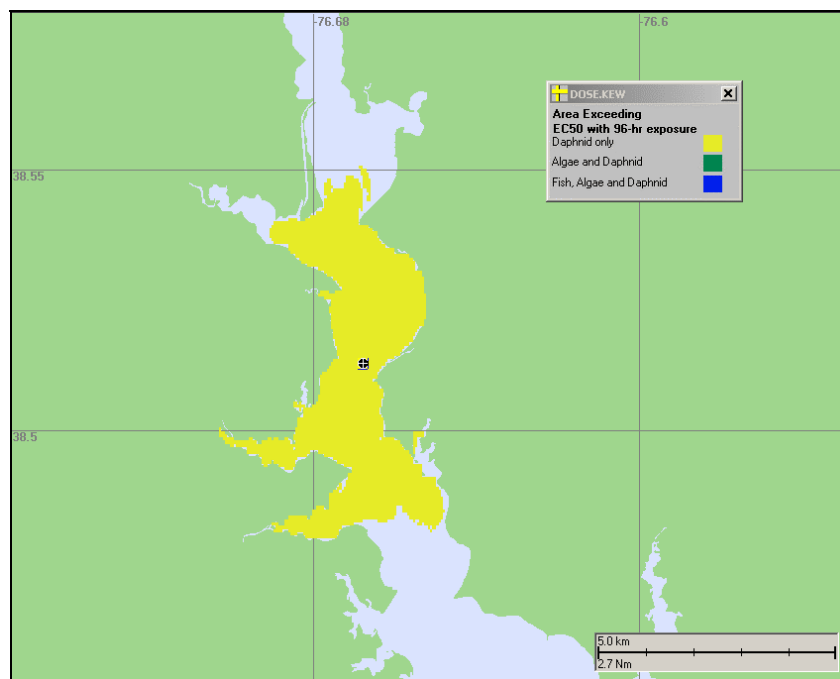 -76.68
-76.6
DOSE.KEW
Area Exceeding
EC50 with 96-hr exposure
Daphnid only
Algae and Daphnid
Fish, Algae and Daphnid
38.55
38.5
5.0 km
2.7 Nm